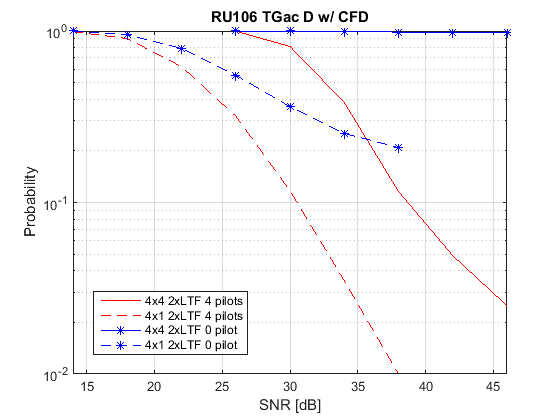 RU106 TGac D w/ CFD
10^0
10^-1
10^-2
Probability
4x4 2xLTF 4 pilots
4x1 2xLTF 4 pilots
4x4 2xLTF 0 pilot
4x1 2xLTF 0 pilot
15 20 25 30 35 40 45
SNR [dB]